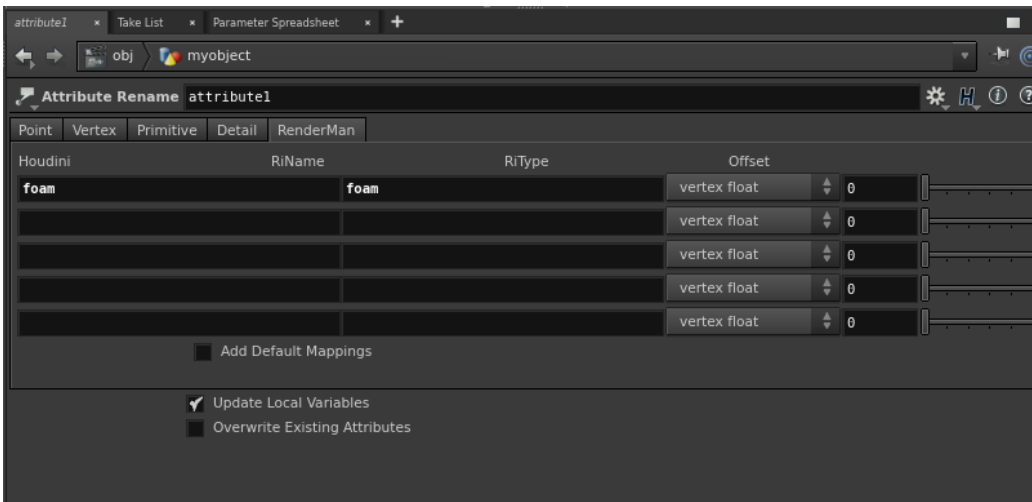 attribute1 × Take List × Parameter Spreadsheet × +
obj myobject
Attribute Rename attribute1
Point Vertex Primitive Detail RenderMan
Houdini RiName RiType Offset
foam foam vertex float 0
vertex float 0
vertex float 0
vertex float 0
vertex float 0
Add Default Mappings
Update Local Variables
Overwrite Existing Attributes